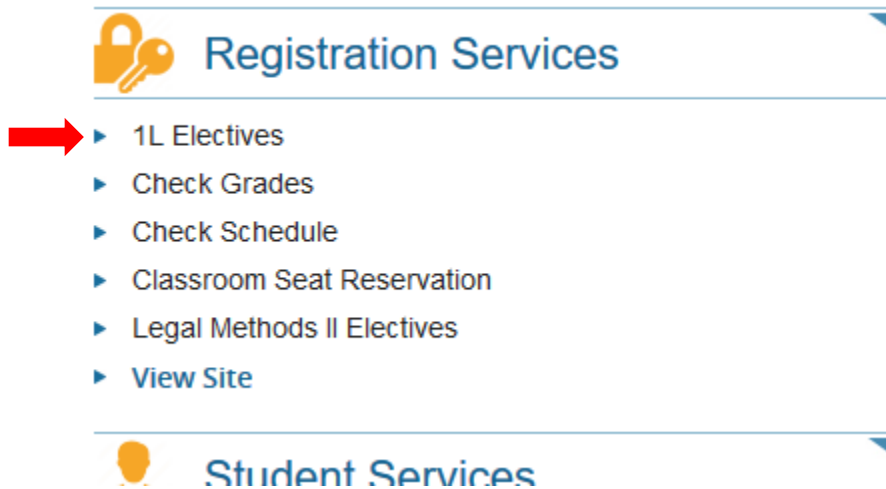 Registration Services
1L Electives
Check Grades
Check Schedule
Classroom Seat Reservation
Legal Methods II Electives
View Site
Student Services